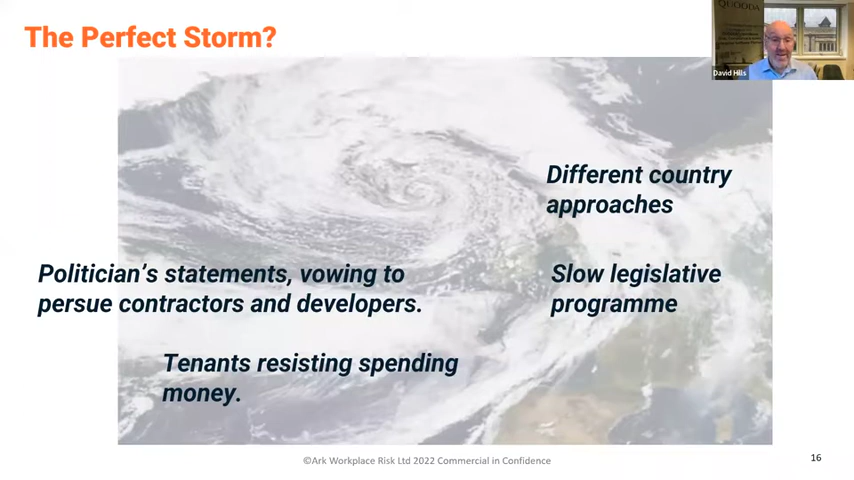 The Perfect Storm?
QUOODA
David Hills
Different country
approaches
Politician's statements, vowing to
persue contractors and developers.
Slow legislative
programme
Tenants resisting spending
money.
©Ark Workplace Risk Ltd 2022 Commercial in Confidence
16